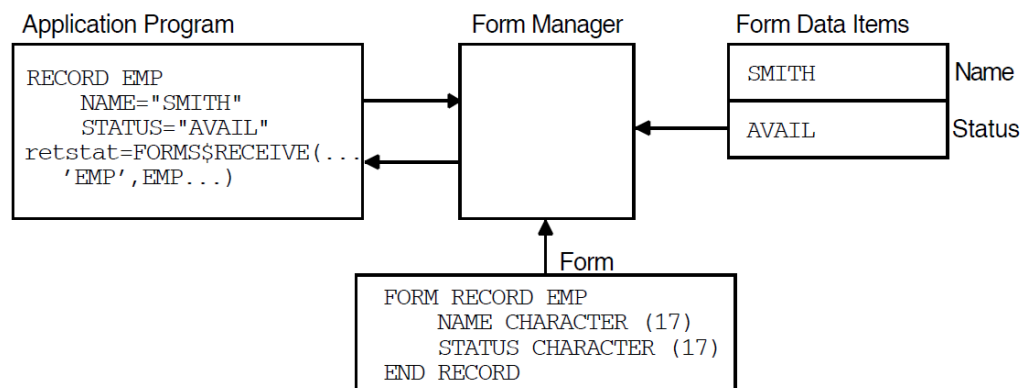 Application Program
Form Manager
Form Data Items
RECORD EMP
NAME="SMITH"
STATUS="AVAIL"
retstat=FORMS$RECEIVE(...
'EMP',EMP...)
SMITH
Name
AVAIL
Status
Form
FORM RECORD EMP
NAME CHARACTER (17)
STATUS CHARACTER (17)
END RECORD